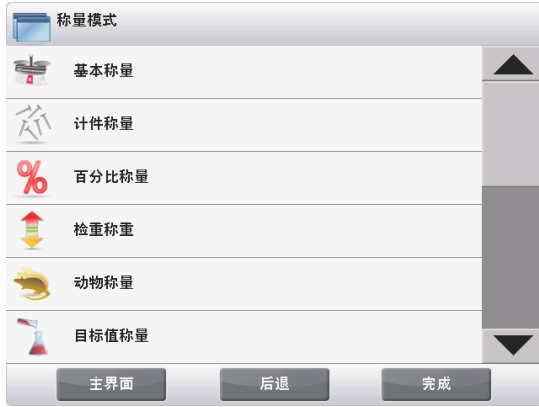 称量模式
基本称量
计件称量
%
百分比称量
检重称重
动物称量
目标值称量
主界面 后退 完成